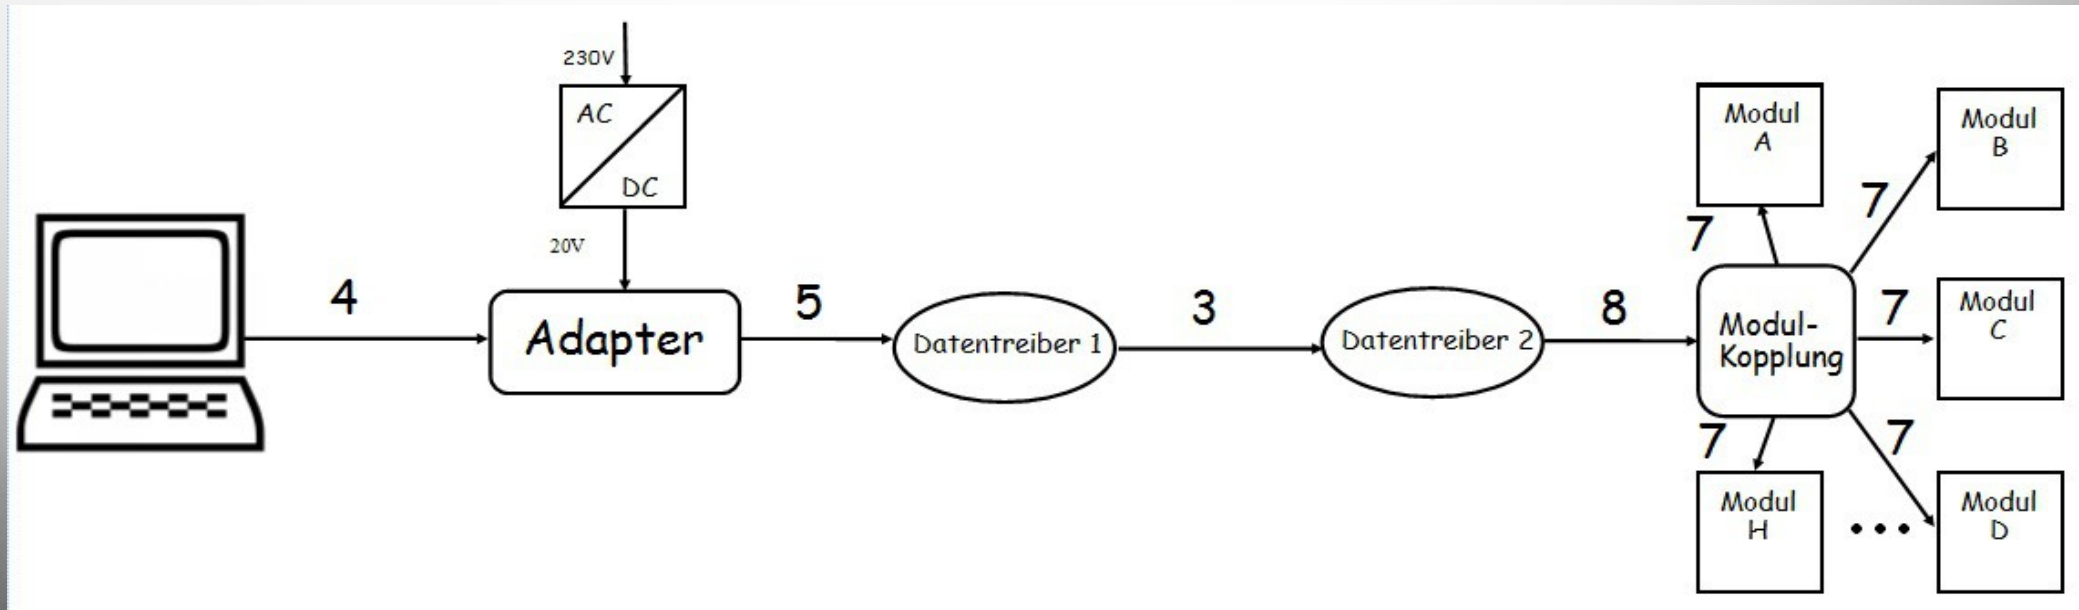 230V
AC
DC
20V
4
Adapter
5
Datentreiber 1
3
Datentreiber 2
8
Modul-
Kopplung
7
Modul
A
7
Modul
B
7
Modul
C
7
Modul
D
7
Modul
H
...